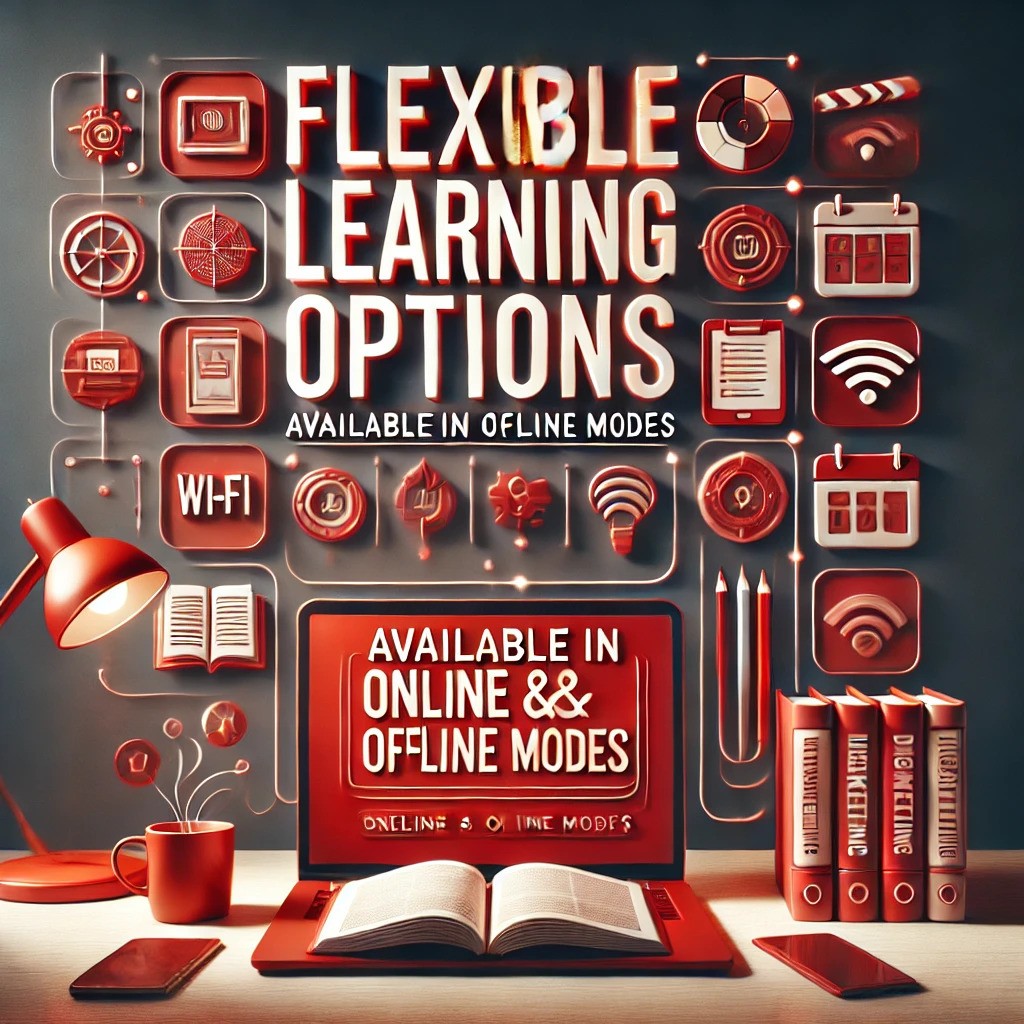 FLEXIBLE
LEARNING
OPTIONS
AVAILABLE IN OFLINE MODES
WI-FI
AVAILABLE IN
ONLINE &&
OFFLINE MODES